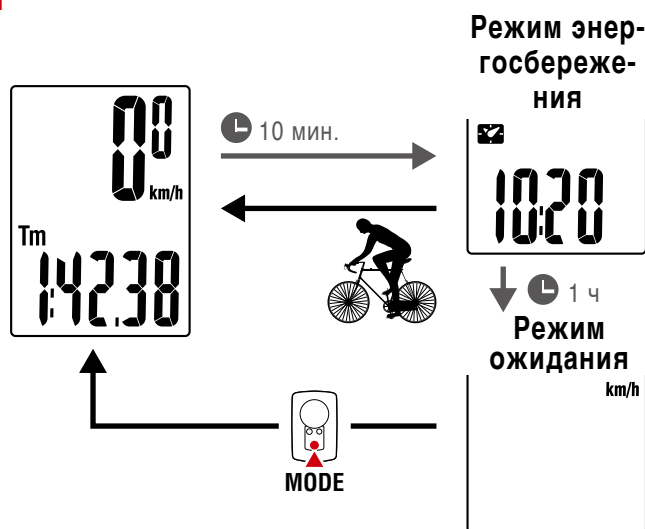 Режим энер-
госбереже-
ния
0.0
km/h
10 мин.
10:20
Tm
1:42.38
1 ч
Режим
ожидания
km/h
MODE